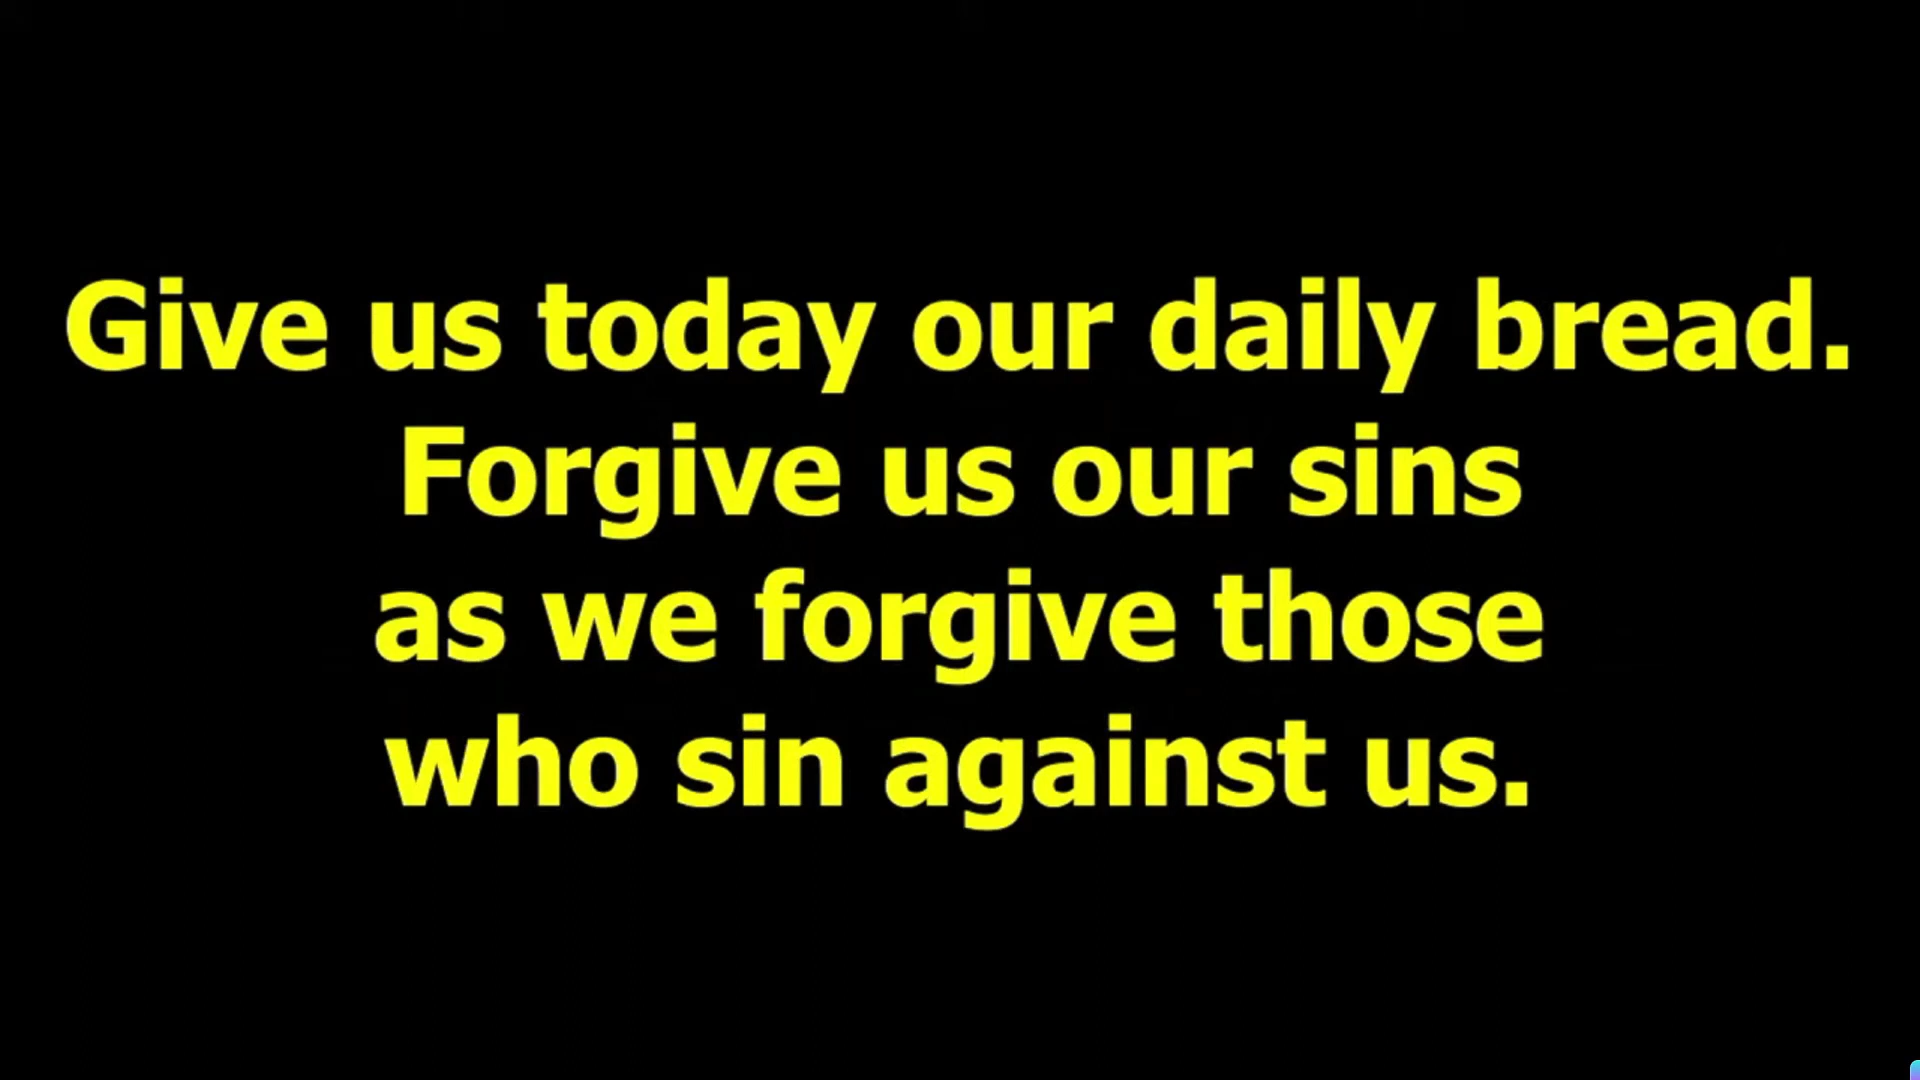 Give us today our daily bread.
Forgive us our sins
as we forgive those
who sin against us.